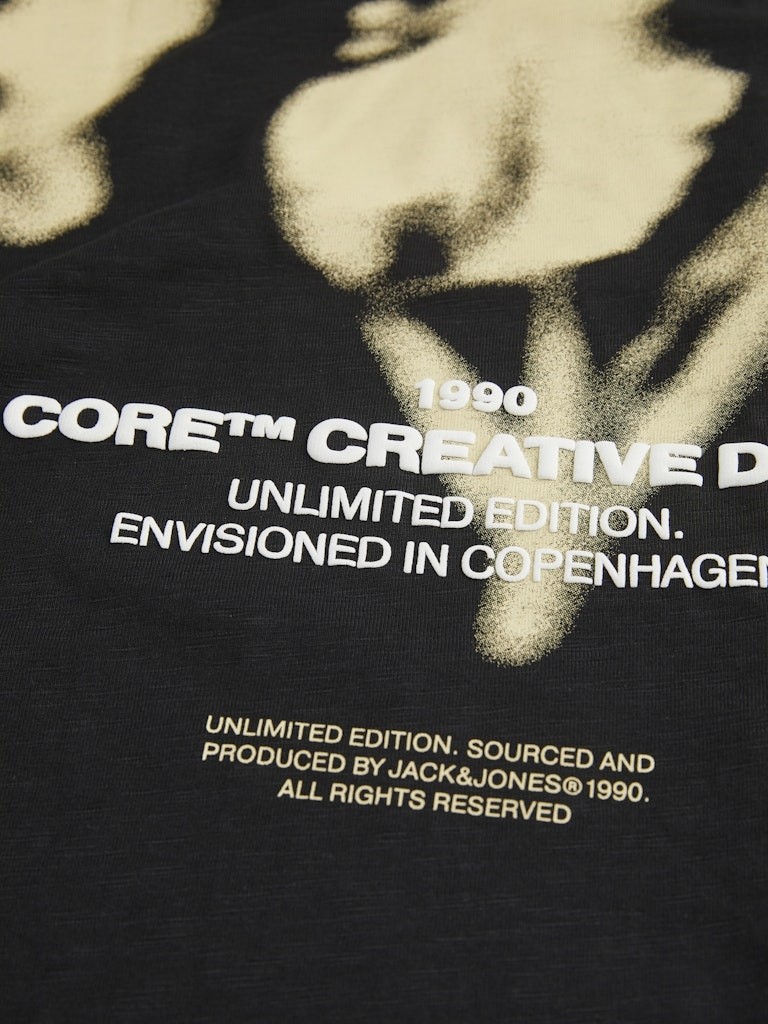 1990
CORE™ CREATIVE D
UNLIMITED EDITION.
ENVISIONED IN COPENHAGEN
UNLIMITED EDITION. SOURCED AND
PRODUCED BY JACK&JONES® 1990.
ALL RIGHTS RESERVED